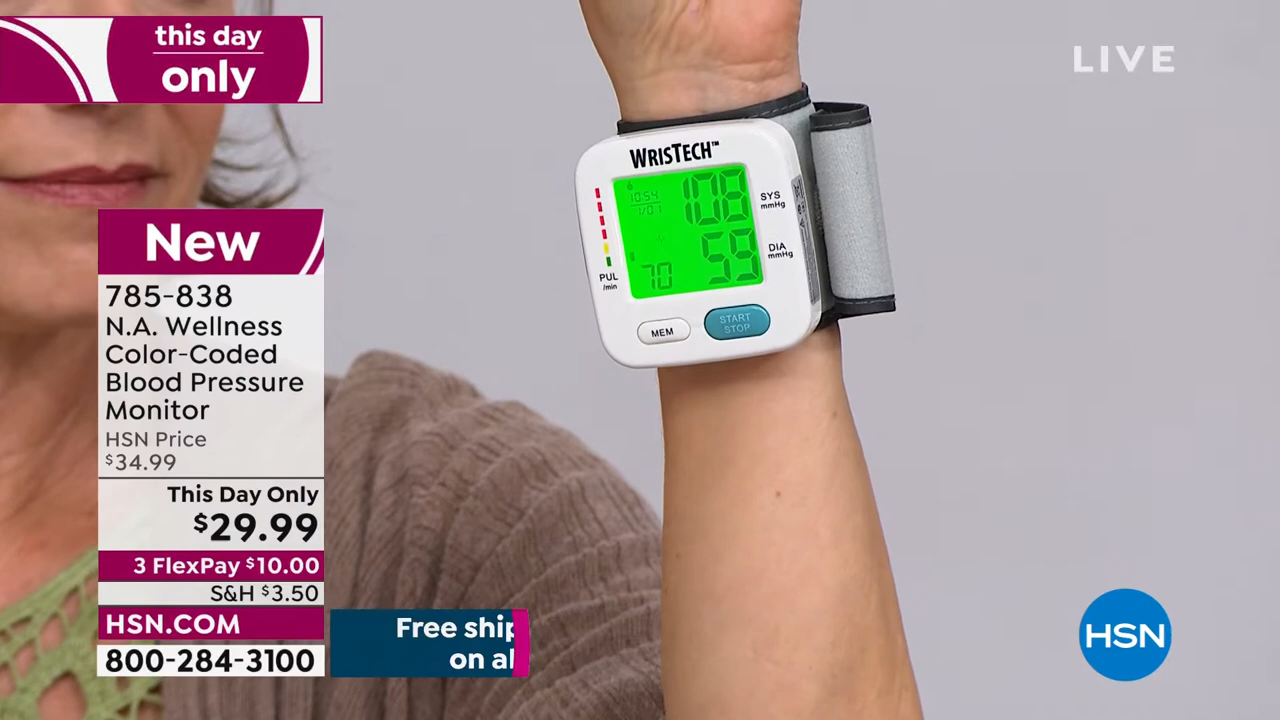 this day
only
LIVE
New
785-838
N.A. Wellness
Color-Coded
Blood Pressure
Monitor
HSN Price
$34.99
This Day Only
$29.99
3 FlexPay $10.00
S&H $3.50
HSN.COM
800-284-3100
Free ship
on al
WRISTECH™
10:54
1/01
108
SYS
mmHg
59
DIA
mmHg
70
PUL
/min
MEM
START
STOP
HSN